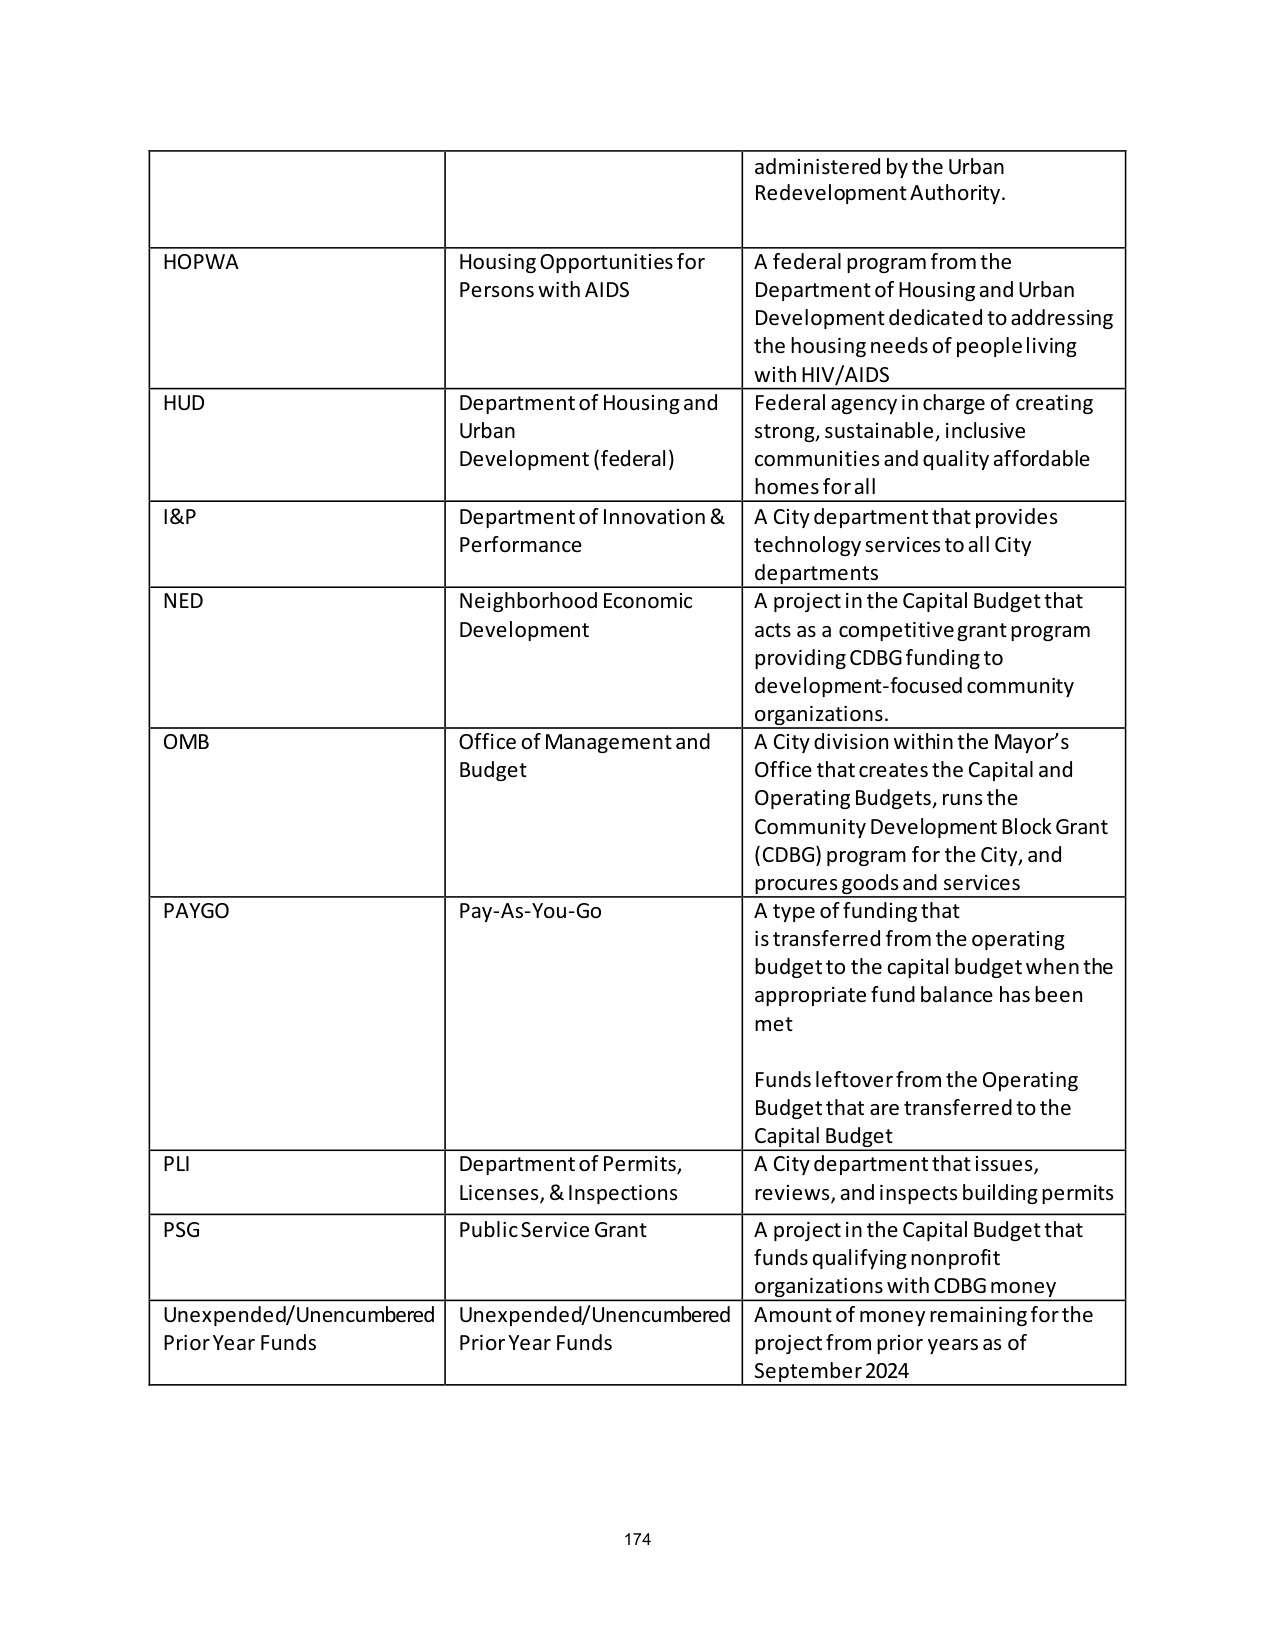 administered by the Urban
Redevelopment Authority.
HOPWA
Housing Opportunities for
Persons with AIDS
A federal program from the
Department of Housing and Urban
Development dedicated to addressing
the housing needs of people living
with HIV/AIDS
HUD
Department of Housing and
Urban
Development (federal)
Federal agency in charge of creating
strong, sustainable, inclusive
communities and quality affordable
homes for all
I&P
Department of Innovation &
Performance
A City department that provides
technology services to all City
departments
NED
Neighborhood Economic
Development
A project in the Capital Budget that
acts as a competitive grant program
providing CDBG funding to
development-focused community
organizations.
OMB
Office of Management and
Budget
A City division within the Mayor’s
Office that creates the Capital and
Operating Budgets, runs the
Community Development Block Grant
(CDBG) program for the City, and
procures goods and services
PAYGO
Pay-As-You-Go
A type of funding that
is transferred from the operating
budget to the capital budget when the
appropriate fund balance has been
met
Funds leftover from the Operating
Budget that are transferred to the
Capital Budget
PLI
Department of Permits,
Licenses, & Inspections
A City department that issues,
reviews, and inspects building permits
PSG
Public Service Grant
A project in the Capital Budget that
funds qualifying nonprofit
organizations with CDBG money
Unexpended/Unencumbered
Prior Year Funds
Unexpended/Unencumbered
Prior Year Funds
Amount of money remaining for the
project from prior years as of
September 2024
174